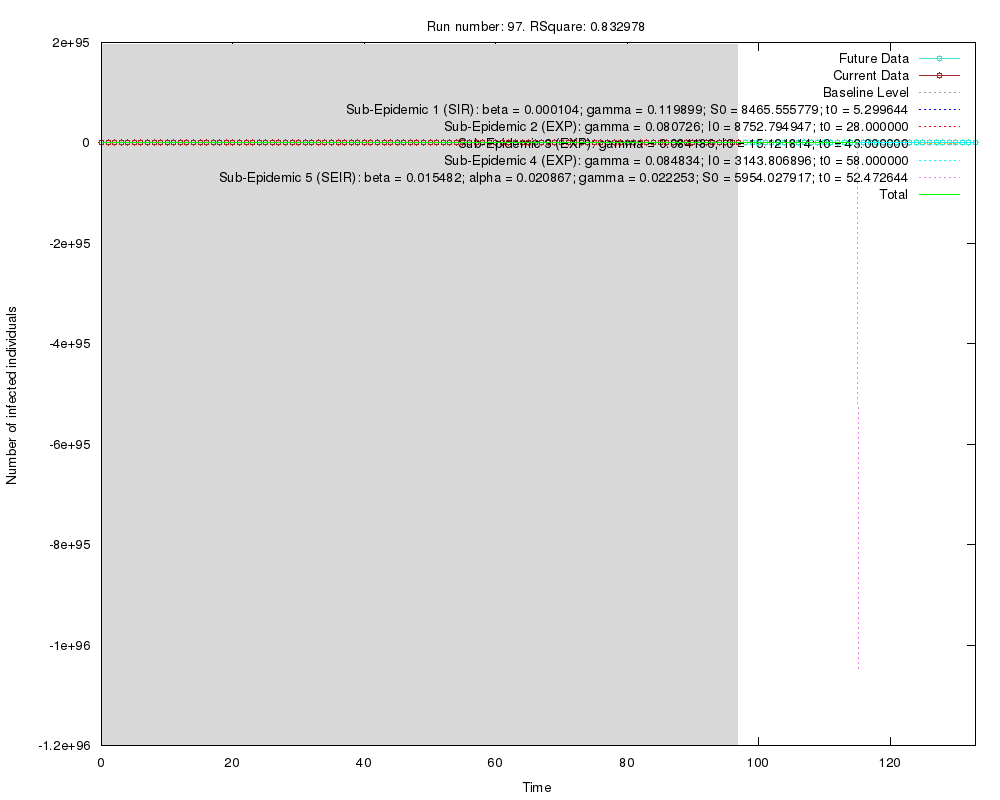 Run number: 97. RSquare: 0.832978
2e+95
0
-2e+95
-4e+95
-6e+95
-8e+95
-1e+96
-1.2e+96
Number of infected individuals
Future Data
Current Data
Baseline Level
Sub-Epidemic 1 (SIR): beta = 0.000104; gamma = 0.119899; S0 = 8465.555779; t0 = 5.299644
Sub-Epidemic 2 (EXP): gamma = 0.080726; I0 = 8752.794947; t0 = 28.000000
Sub-Epidemic 3 (EXP): gamma =
Sub-Epidemic 4 (EXP): gamma = 0.084834; I0 = 3143.806896; t0 = 58.000000
Sub-Epidemic 5 (SEIR): beta = 0.015482; alpha = 0.020867; gamma = 0.022253; S0 = 5954.027917; t0 = 52.472644
Total
0 20 40 60 80 100 120
Time